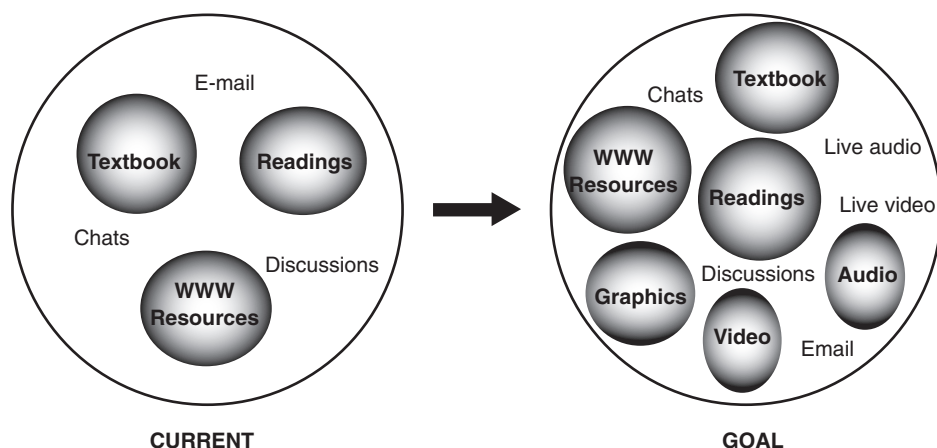 E-mail
Textbook
Readings
Chats
Discussions
WWW
Resources
CURRENT
Textbook
Chats
Live audio
WWW
Resources
Readings
Live video
Discussions
Audio
Graphics
Video
Email
GOAL